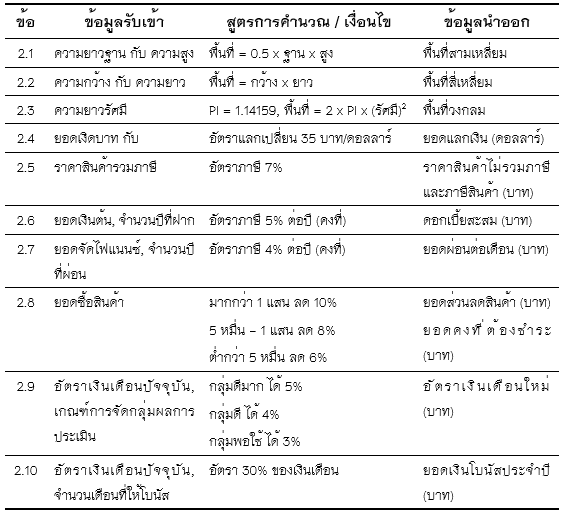 ข้อ ข้อมูลรับเข้า สูตรการคำนวณ / เงื่อนไข ข้อมูลนำออก
2.1 ความยาวฐาน กับ ความสูง พื้นที่ = 0.5 x ฐาน x สูง พื้นที่สามเหลี่ยม
2.2 ความกว้าง กับ ความยาว พื้นที่ = กว้าง x ยาว พื้นที่สี่เหลี่ยม
2.3 ความยาวรัศมี PI = 1.14159, พื้นที่ = 2 x PI x (รัศมี)² พื้นที่วงกลม
2.4 ยอดเงิดบาท กับ อัตราแลกเปลี่ยน 35 บาท/ดอลลาร์ ยอดแลกเงิน (ดอลลาร์)
2.5 ราคาสินค้ารวมภาษี อัตราภาษี 7% ราคาสินค้าไม่รวมภาษี
และภาษีสินค้า (บาท)
2.6 ยอดเงินต้น, จำนวนปีที่ฝาก อัตราภาษี 5% ต่อปี (คงที่) ดอกเบี้ยสะสม (บาท)
2.7 ยอดจัดไฟแนนซ์, จำนวนปี อัตราภาษี 4% ต่อปี (คงที่) ยอดผ่อนต่อเดือน (บาท)
ที่ผ่อน
2.8 ยอดซื้อสินค้า มากกว่า 1 แสน ลด 10% ยอดส่วนลดสินค้า (บาท)
5 หมื่น – 1 แสน ลด 8% ยอดคงที่ต้องชำระ
ต่ำกว่า 5 หมื่น ลด 6% (บาท)
2.9 อัตราเงินเดือนปัจจุบัน, กลุ่มดีมาก ได้ 5% อัตราเงินเดือนใหม่
เกณฑ์การจัดกลุ่มผลการ กลุ่มดี ได้ 4% (บาท)
ประเมิน กลุ่มพอใช้ ได้ 3%
2.10 อัตราเงินเดือนปัจจุบัน, อัตรา 30% ของเงินเดือน ยอดเงินโบนัสประจำปี
จำนวนเดือนที่ให้โบนัส (บาท)